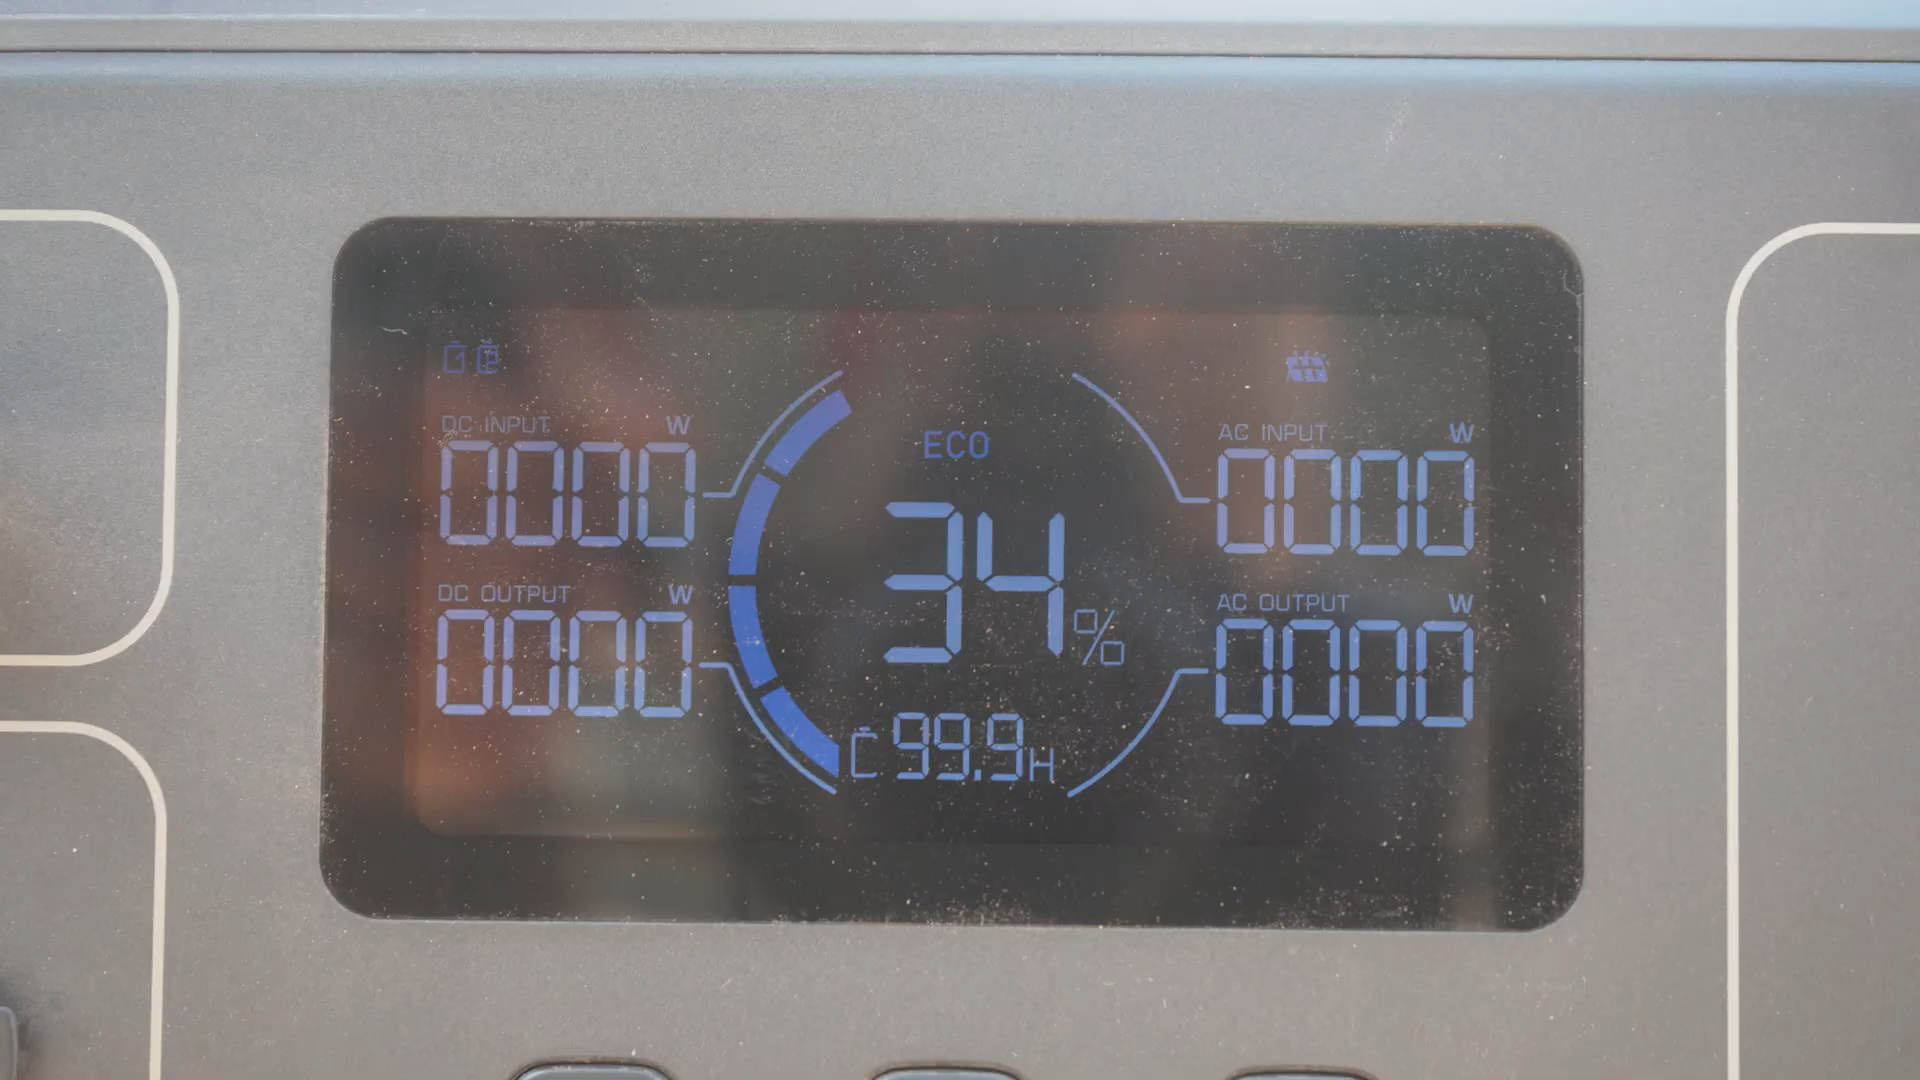 ECO
DC INPUT W
0000
DC OUTPUT W
0000
34%
99.9H
AC INPUT W
0000
AC OUTPUT W
0000